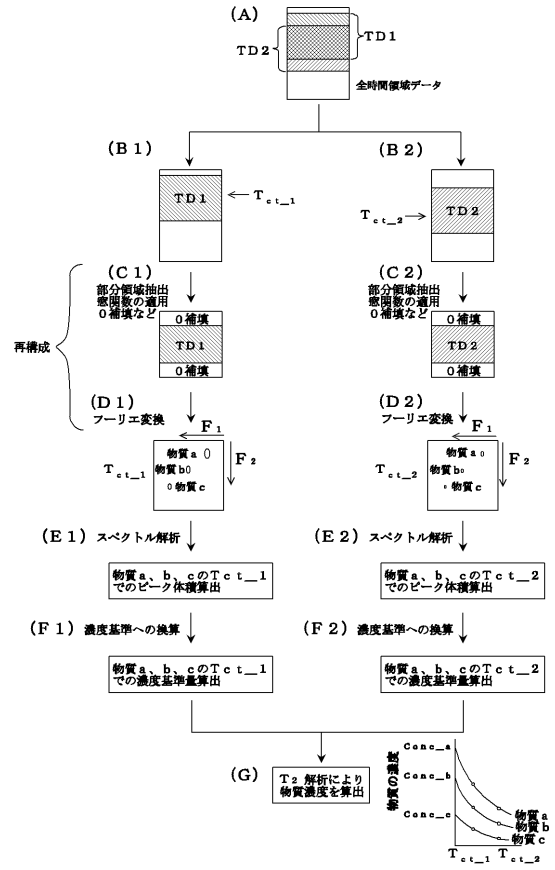 (A)
TD1
TD2
全時間領域データ
(B1)
TD1
Tct_1
(B2)
Tct_2
TD2
再構成
(C1)
部分領域抽出
窓関数の適用
0補填など
0補填
TD1
0補填
(C2)
部分領域抽出
窓関数の適用
0補填など
0補填
TD2
0補填
(D1)
フーリエ変換
F1
F2
Tct_1
物質a
物質b
物質c
(D2)
フーリエ変換
F1
F2
Tct_2
物質a
物質b
物質c
(E1) スペクトル解析
物質a、b、cのTct_1
でのピーク体積算出
(E2) スペクトル解析
物質a、b、cのTct_2
でのピーク体積算出
(F1) 濃度基準への換算
物質a、b、cのTct_1
での濃度基準量算出
(F2) 濃度基準への換算
物質a、b、cのTct_2
での濃度基準量算出
(G)
T2 解析により
物質濃度を算出
物質の濃度
Conc_a
Conc_b
Conc_c
物質a
物質b
物質c
Tct_1
Tct_2